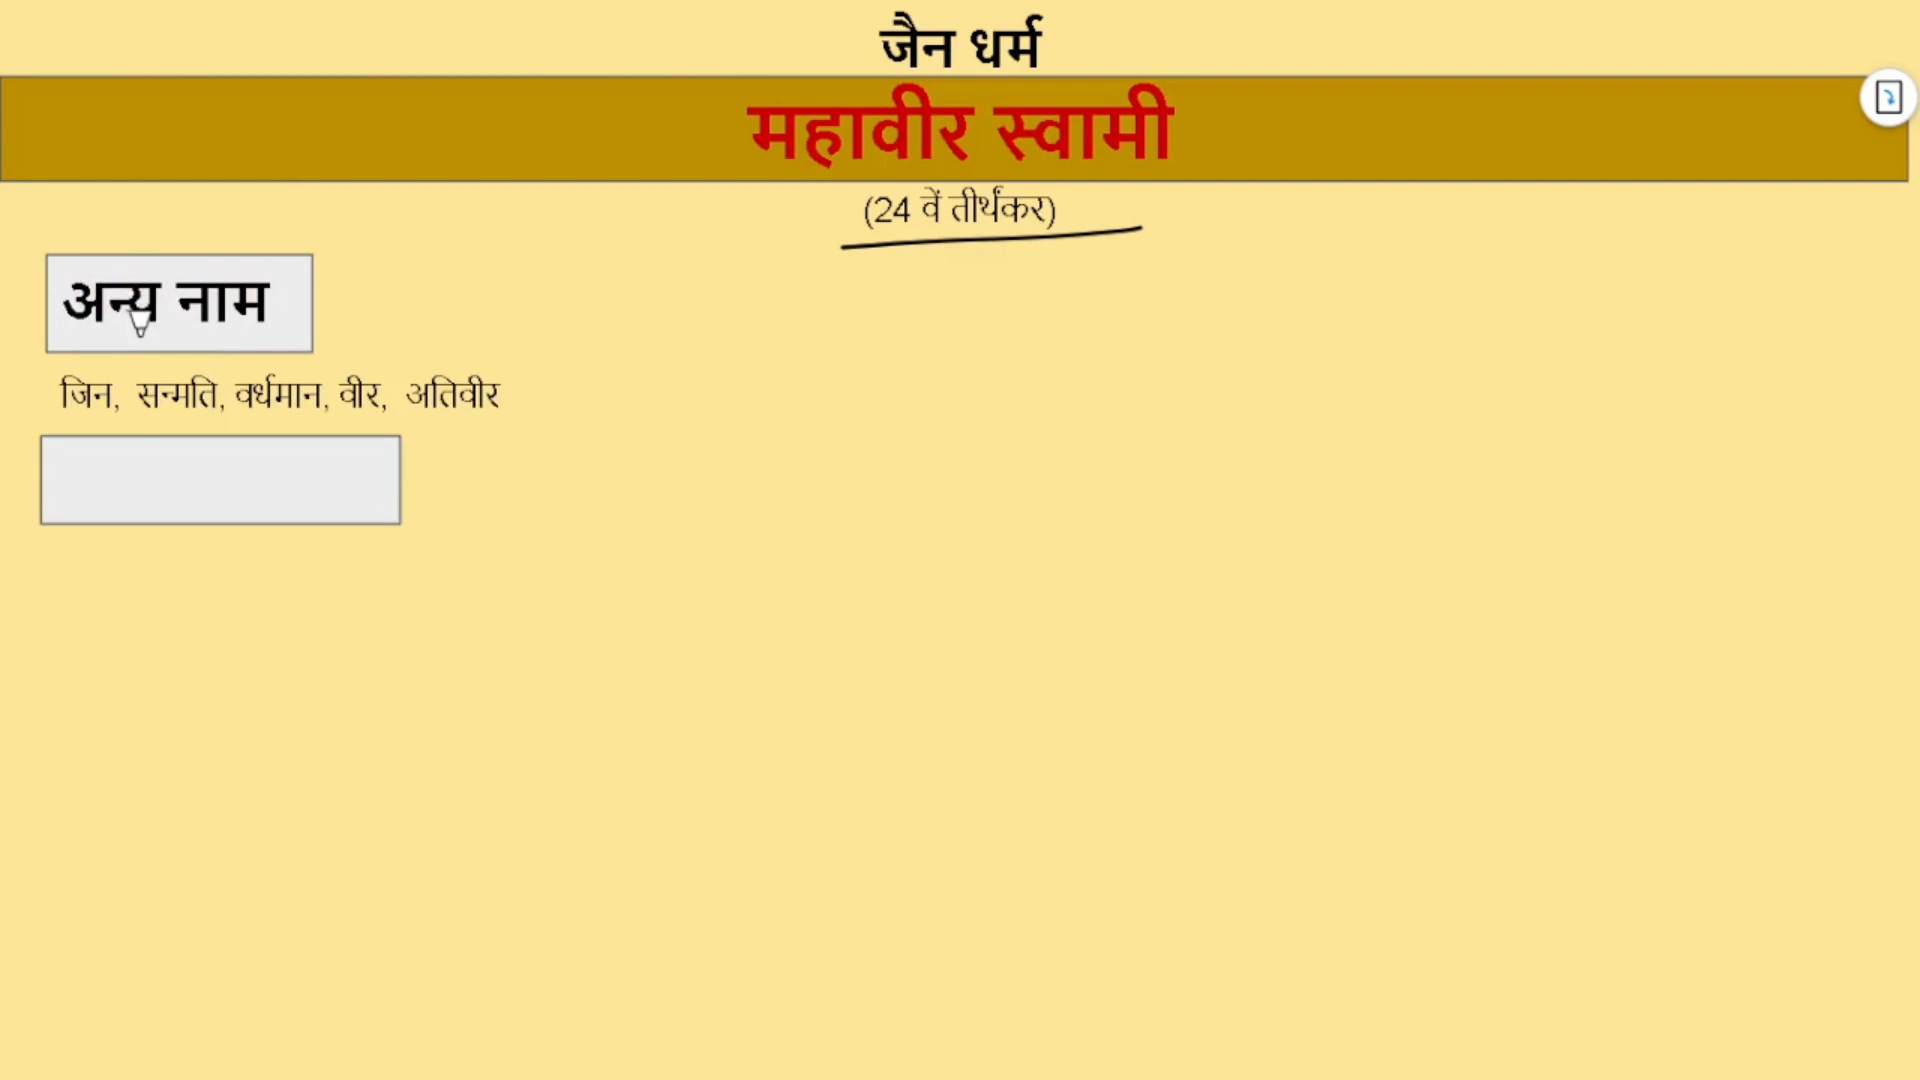 जैन धर्म
महावीर स्वामी
(24 वें तीर्थंकर)
अन्य नाम
जिन, सन्मति, वर्धमान, वीर, अतिवीर